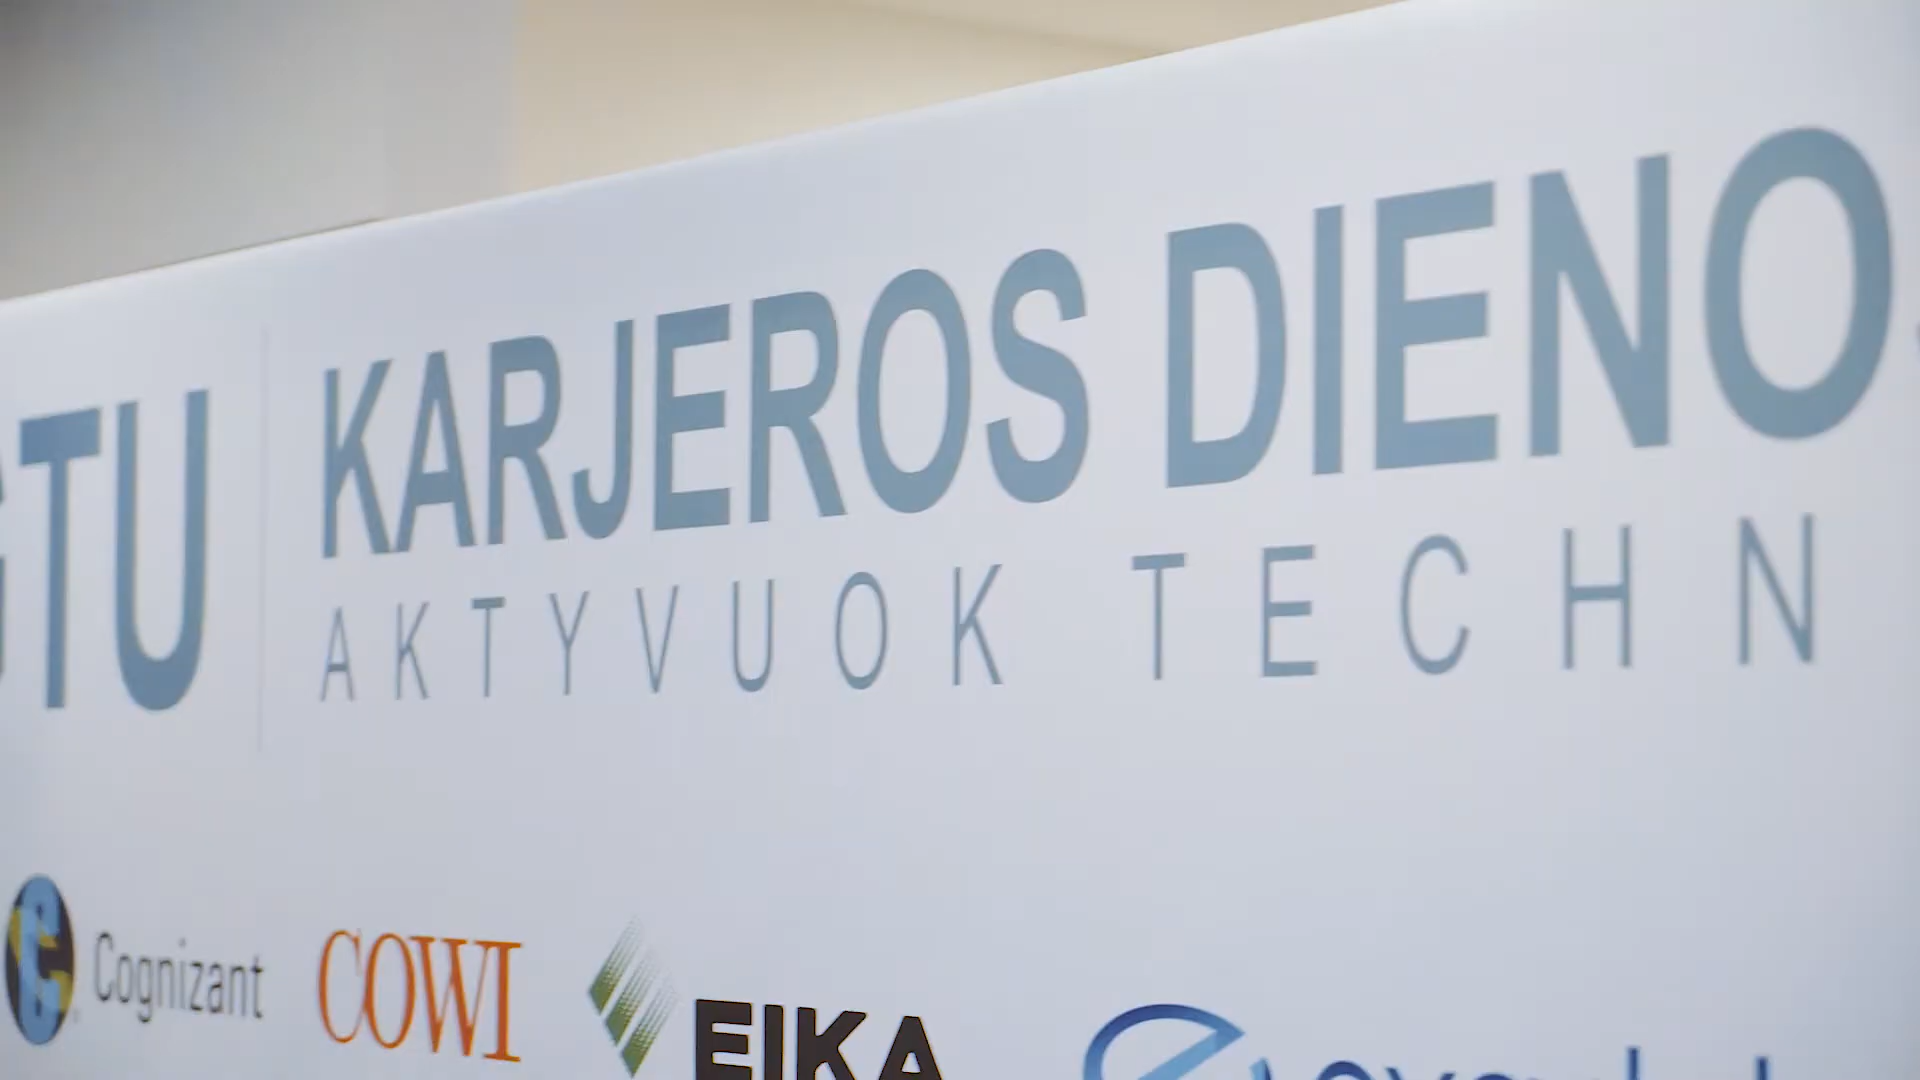 GTU KARJEROS DIENO
AKTYVUOK TECHN
Cognizant COWI EIKA